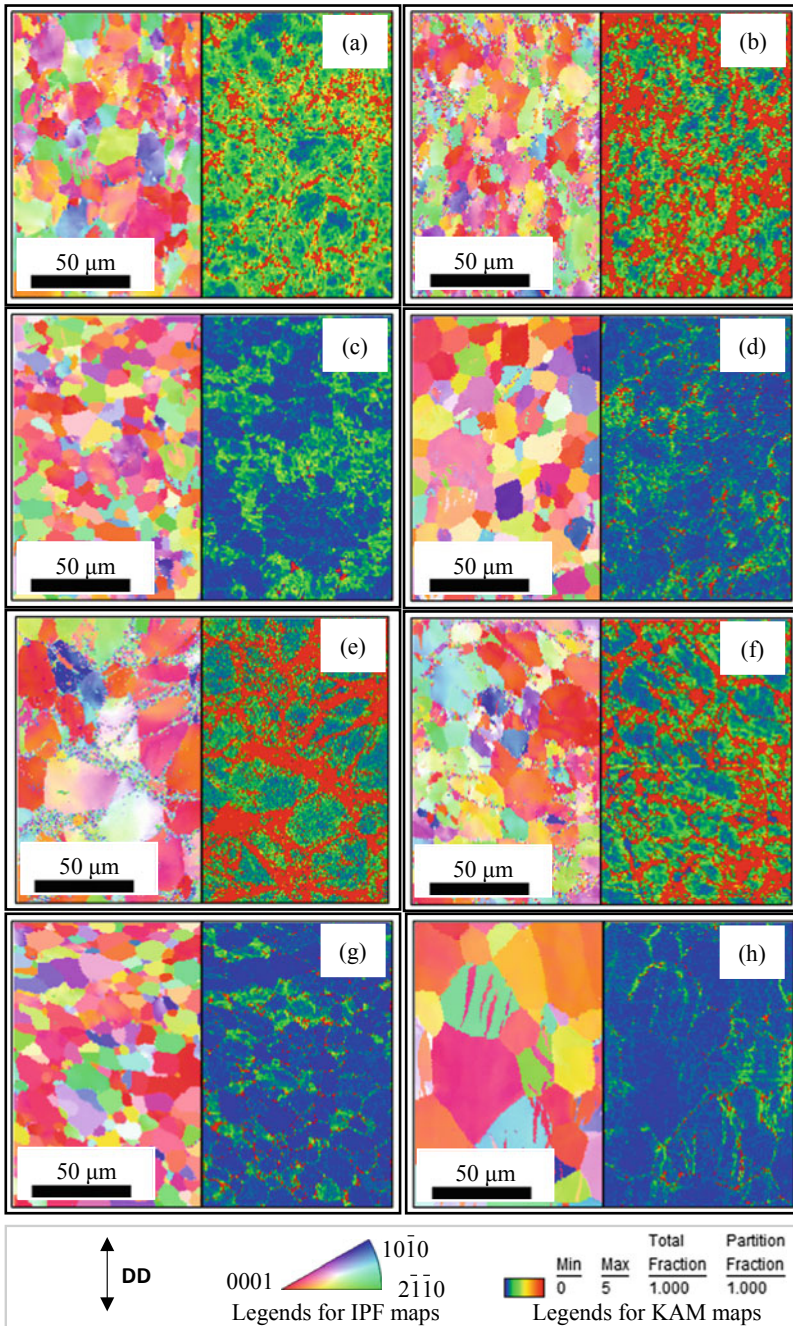 (a)
50 μm
(b)
50 μm
(c)
50 μm
(d)
50 μm
(e)
50 μm
(f)
50 μm
(g)
50 μm
(h)
50 μm
DD
0001
101̄0
21̄1̄0
Legends for IPF maps
Total Partition
Min Max Fraction Fraction
0 5 1.000 1.000
Legends for KAM maps